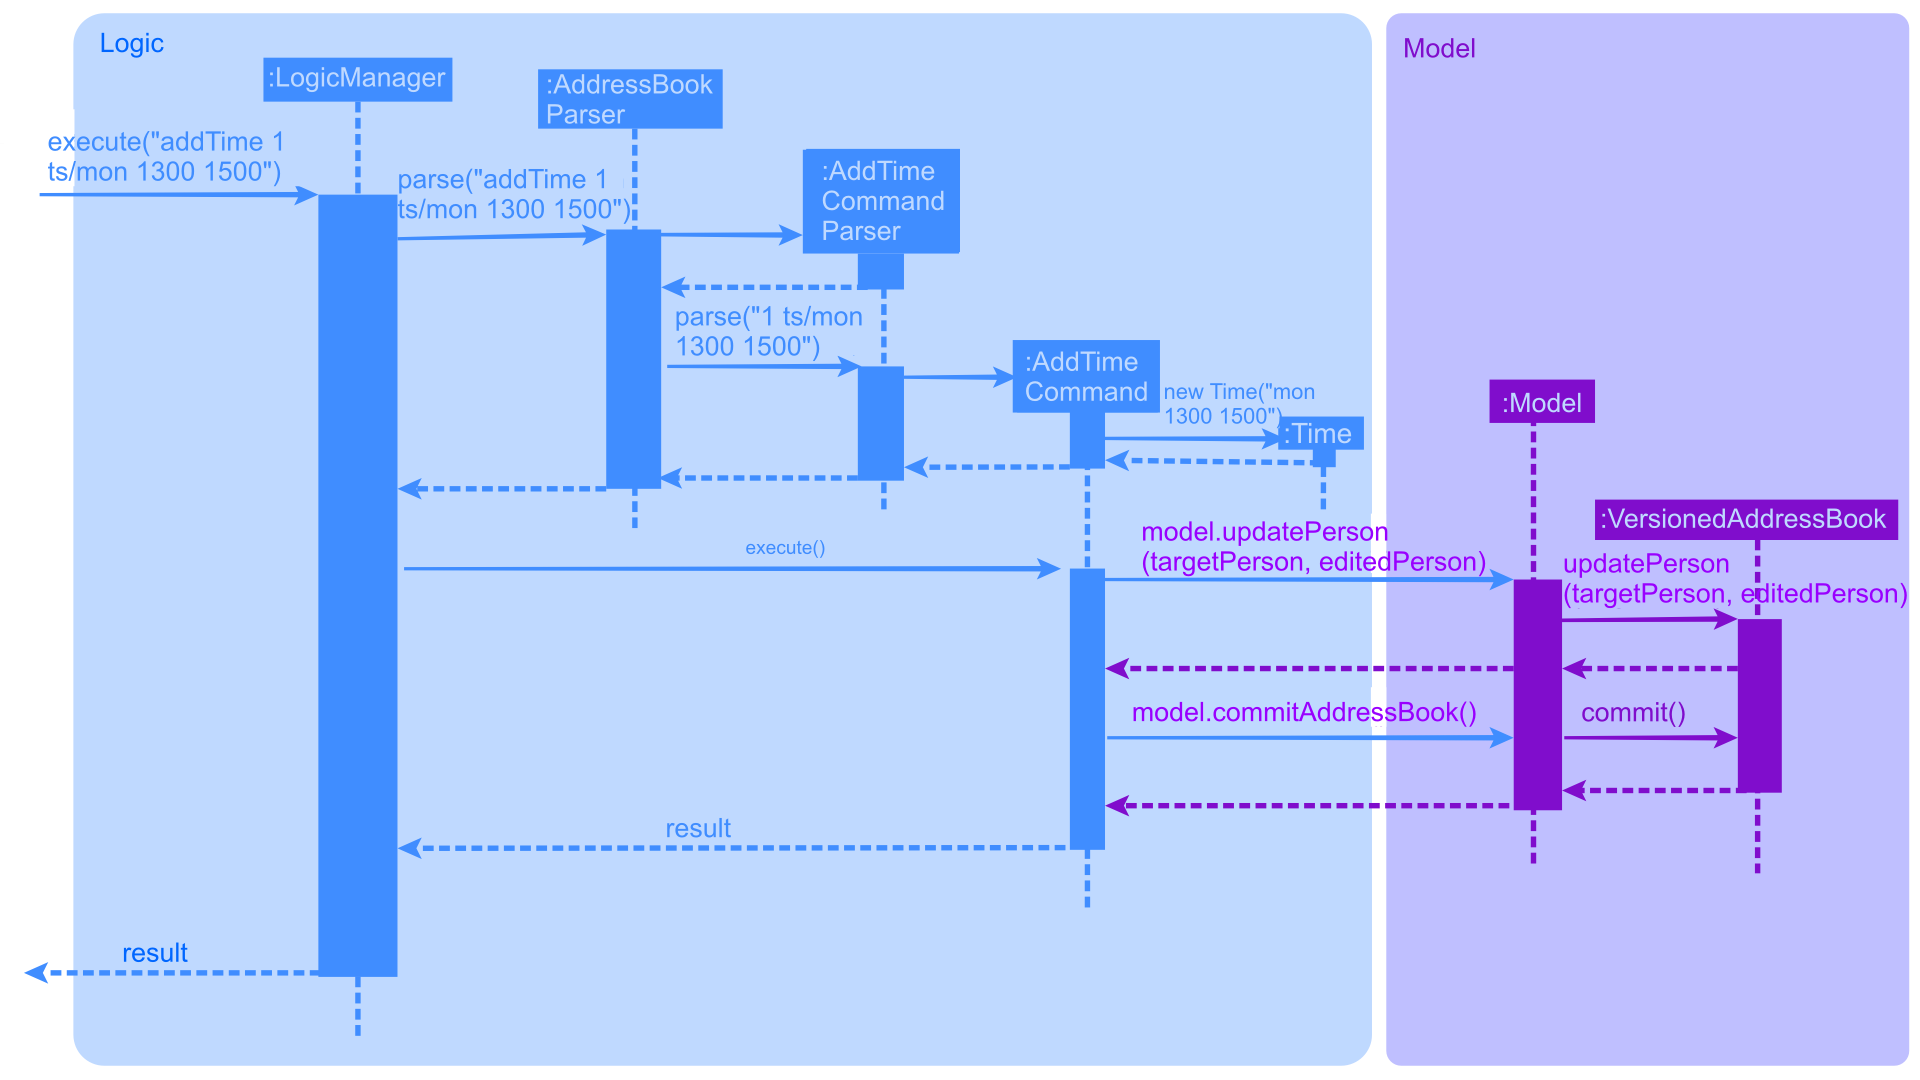 Logic
Model
:LogicManager
:AddressBook
Parser
execute("addTime 1
ts/mon 1300 1500")
parse("addTime 1
ts/mon 1300 1500")
:AddTime
Command
Parser
parse("1 ts/mon
1300 1500")
:AddTime
Command
new Time("mon
1300 1500")
:Time
:Model
:VersionedAddressBook
model.updatePerson
(targetPerson, editedPerson)
execute()
updatePerson
(targetPerson, editedPerson)
model.commitAddressBook()
commit()
result
result